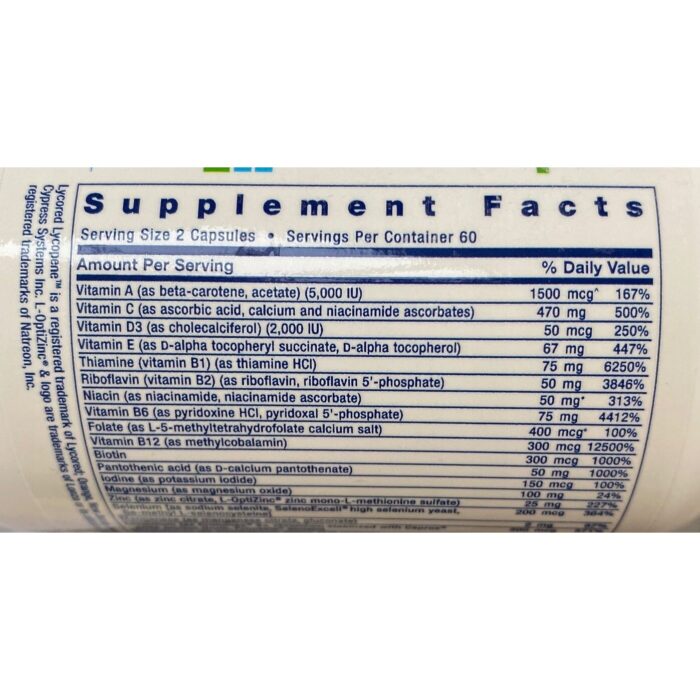 Supplement Facts
Serving Size 2 Capsules • Servings Per Container 60
Amount Per Serving % Daily Value
Vitamin A (as beta-carotene, acetate) (5,000 IU) 1500 mcg^ 167%
Vitamin C (as ascorbic acid, calcium and niacinamide ascorbates) 470 mg 500%
Vitamin D3 (as cholecalciferol) (2,000 IU) 50 mcg 250%
Vitamin E (as D-alpha tocopheryl succinate, D-alpha tocopherol) 67 mg 447%
Thiamine (vitamin B1) (as thiamine HCl) 75 mg 6250%
Riboflavin (vitamin B2) (as riboflavin, riboflavin 5'-phosphate) 50 mg 3846%
Niacin (as niacinamide, niacinamide ascorbate) 50 mg* 313%
Vitamin B6 (as pyridoxine HCl, pyridoxal 5'-phosphate) 75 mg 4412%
Folate (as L-5-methyltetrahydrofolate calcium salt) 400 mcg* 100%
Vitamin B12 (as methylcobalamin) 300 mcg 12500%
Biotin 300 mcg 1000%
Pantothenic acid (as D-calcium pantothenate) 50 mg 1000%
Iodine (as potassium iodide) 150 mcg 100%
Magnesium (as magnesium oxide) 100 mg 24%
Zinc (as zinc citrate, L-OptiZinc® zinc mono-L-methionine sulfate) 25 mg 227%
Selenium [as sodium selenite, SelenoExcell® high selenium yeast, 200 mcg 364%
Se-methyl L-selenocysteine]
Lycored Lycopene™ is a registered trademark of Lycored
Cypress Systems Inc. L-OptiZinc® & logo are trademarks of
registered trademarks of Natreon, Inc.